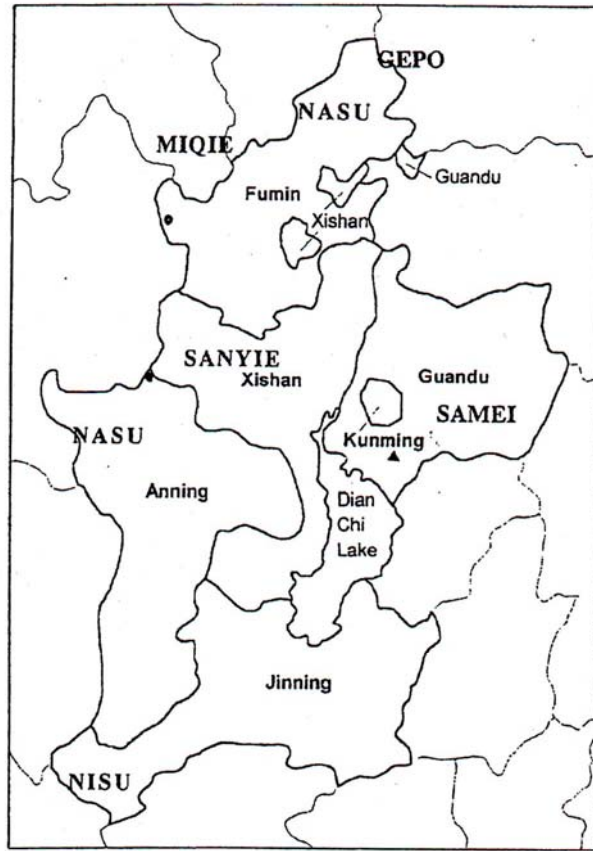 GEPO
NASU
MIQIE
Guandu
Fumin
Xishan
SANYIE
Xishan
Guandu
NASU
SAMEI
Kunming
Anning
Dian
Chi
Lake
Jinning
NISU